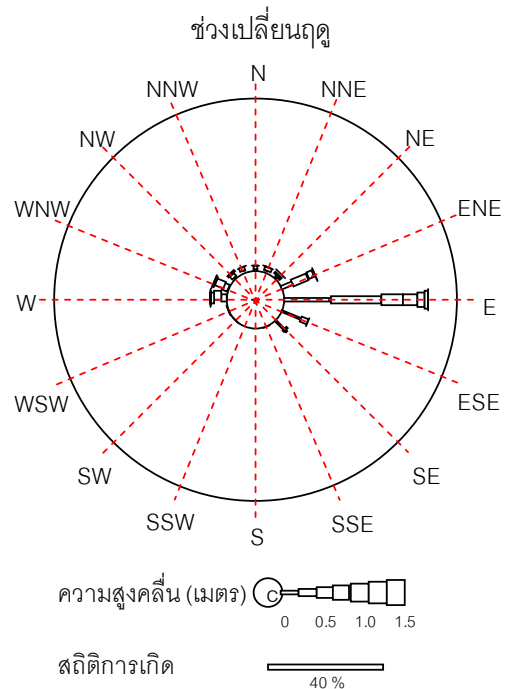 ช่วงเปลี่ยนฤดู
N
NNW
NNE
NW
NE
WNW
ENE
W
E
WSW
ESE
SW
SE
SSW
SSE
S
ความสูงคลื่น (เมตร) C
0 0.5 1.0 1.5
สถิติการเกิด
40 %